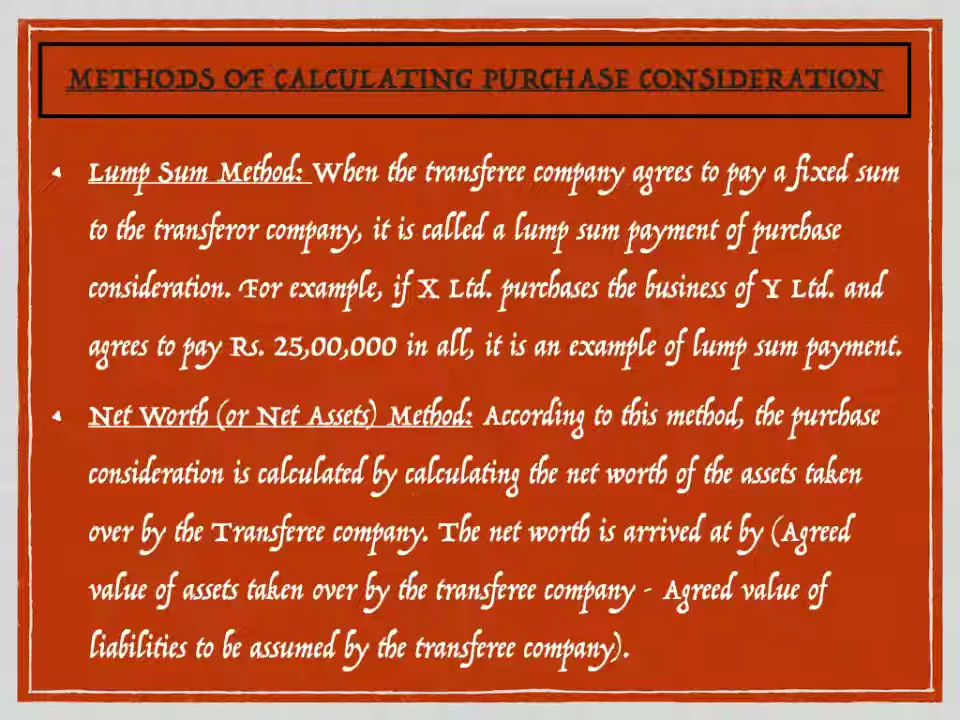 METHODS OF CALCULATING PURCHASE CONSIDERATION
• Lump Sum Method: When the transferee company agrees to pay a fixed sum
to the transferor company, it is called a lump sum payment of purchase
consideration. For example, if X Ltd. purchases the business of Y Ltd. and
agrees to pay Rs. 25,00,000 in all, it is an example of lump sum payment.
• Net Worth (or Net Assets) Method: According to this method, the purchase
consideration is calculated by calculating the net worth of the assets taken
over by the Transferee company. The net worth is arrived at by (Agreed
value of assets taken over by the transferee company - Agreed value of
liabilities to be assumed by the transferee company).